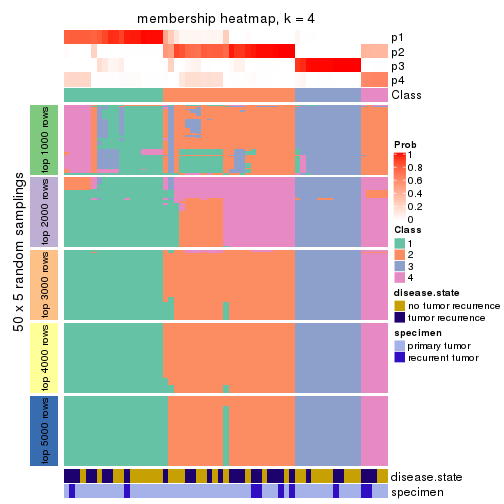 membership heatmap, k = 4
p1
p2
p3
p4
Class
50 x 5 random samplings
top 1000 rows
top 2000 rows
top 3000 rows
top 4000 rows
top 5000 rows
disease.state
specimen
Prob
1
0.8
0.6
0.4
0.2
0
Class
1
2
3
4
disease.state
no tumor recurrence
tumor recurrence
specimen
primary tumor
recurrent tumor